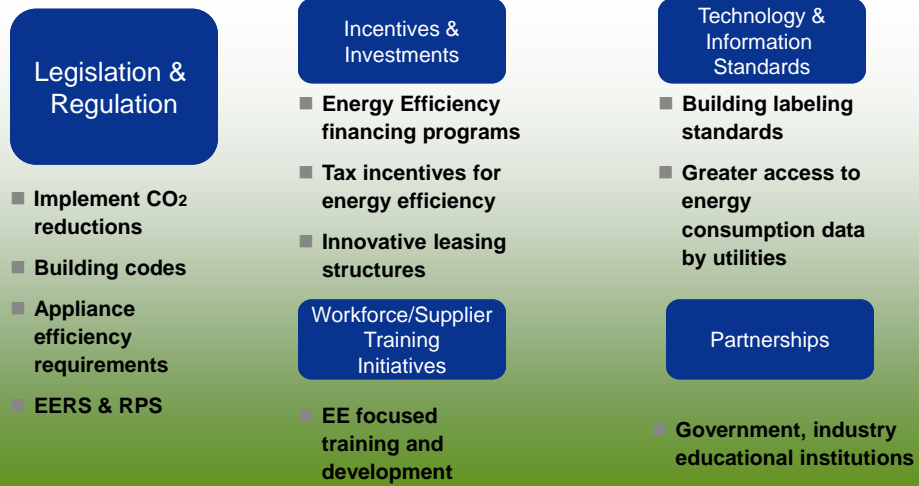 Legislation &
Regulation
Implement CO2
reductions
Building codes
Appliance
efficiency
requirements
EERS & RPS
Incentives &
Investments
Energy Efficiency
financing programs
Tax incentives for
energy efficiency
Innovative leasing
structures
Workforce/Supplier
Training
Initiatives
EE focused
training and
development
Technology &
Information
Standards
Building labeling
standards
Greater access to
energy
consumption data
by utilities
Partnerships
Government, industry
educational institutions